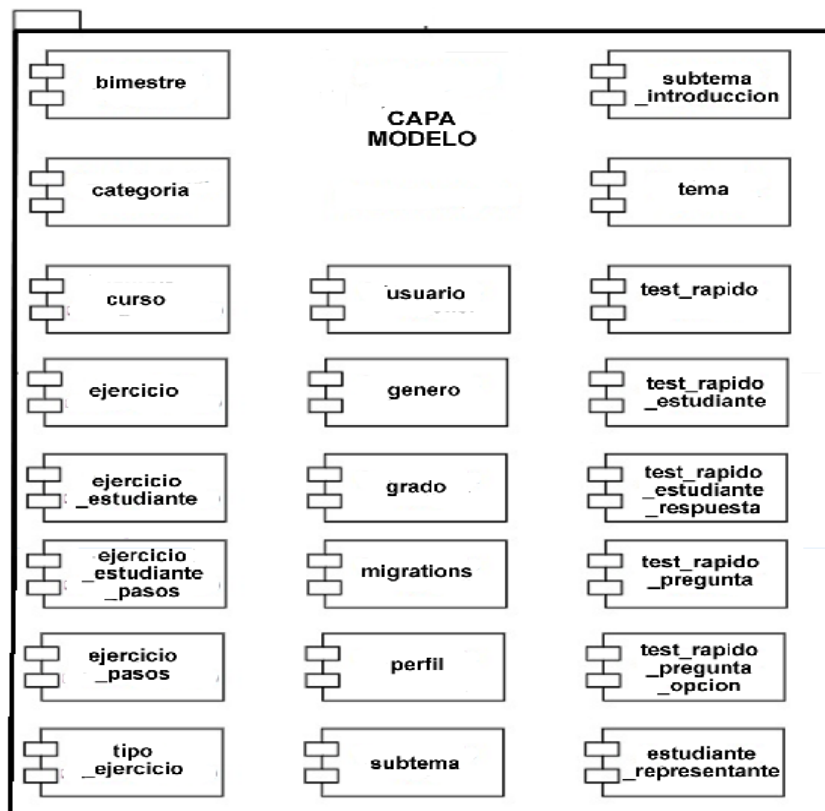 bimestre
categoria
curso
ejercicio
ejercicio
_estudiante
ejercicio
_estudiante
_pasos
ejercicio
_pasos
tipo
_ejercicio
CAPA
MODELO
usuario
genero
grado
migrations
perfil
subtema
subtema
_introduccion
tema
test_rapido
test_rapido
_estudiante
test_rapido
_estudiante
_respuesta
test_rapido
_pregunta
test_rapido
_pregunta
_opcion
estudiante
_representante